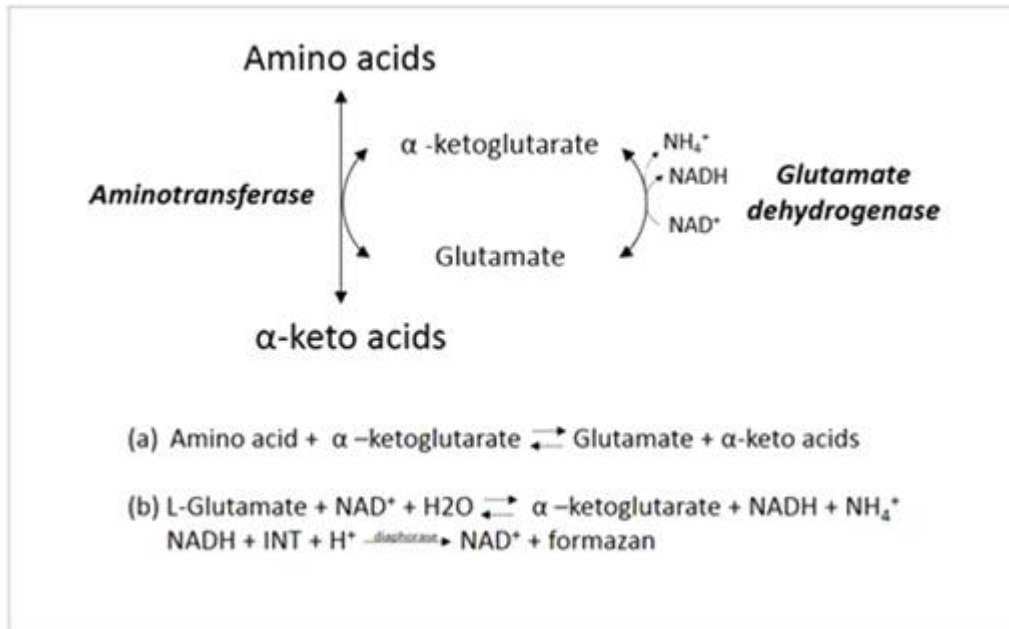 Amino acids
α -ketoglutarate
NH₄⁺
NADH
Aminotransferase
Glutamate
dehydrogenase
NAD⁺
Glutamate
α-keto acids
(a) Amino acid + α –ketoglutarate ⇌ Glutamate + α-keto acids
(b) L-Glutamate + NAD⁺ + H2O ⇌ α –ketoglutarate + NADH + NH₄⁺
NADH + INT + H⁺ diaphorase→ NAD⁺ + formazan